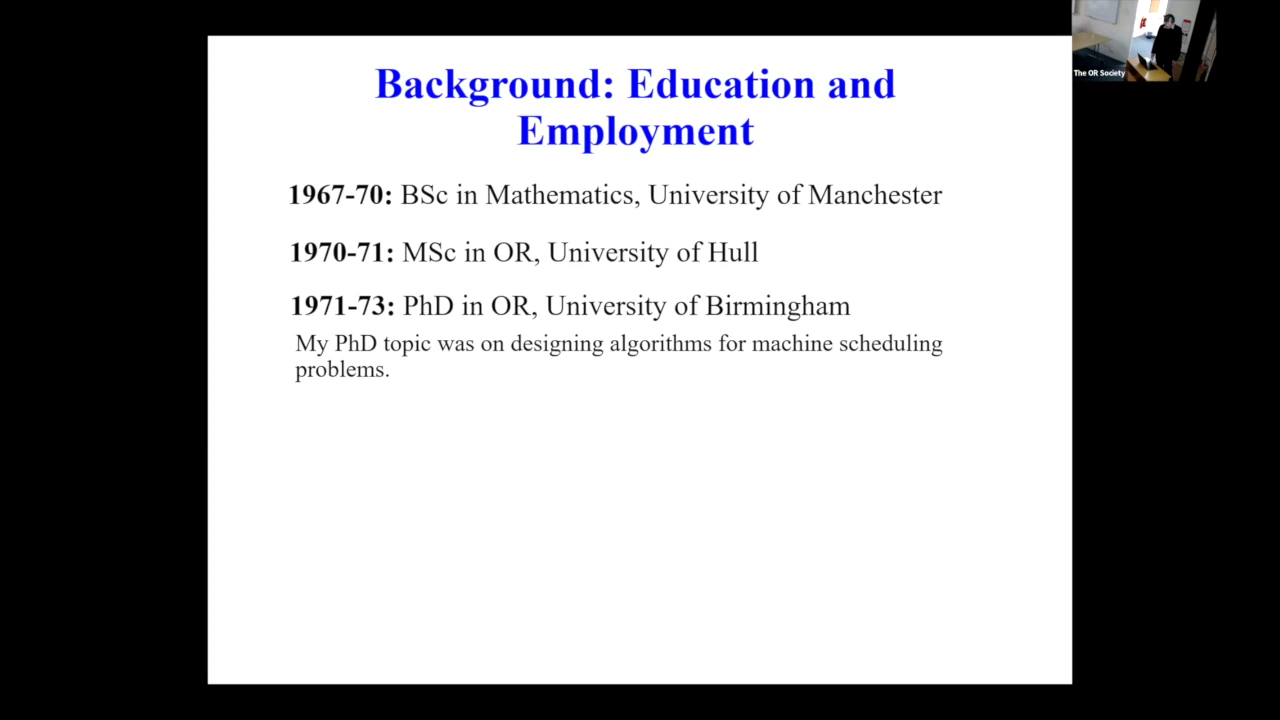 Background: Education and
Employment
1967-70: BSc in Mathematics, University of Manchester
1970-71: MSc in OR, University of Hull
1971-73: PhD in OR, University of Birmingham
My PhD topic was on designing algorithms for machine scheduling
problems.
The OR Society